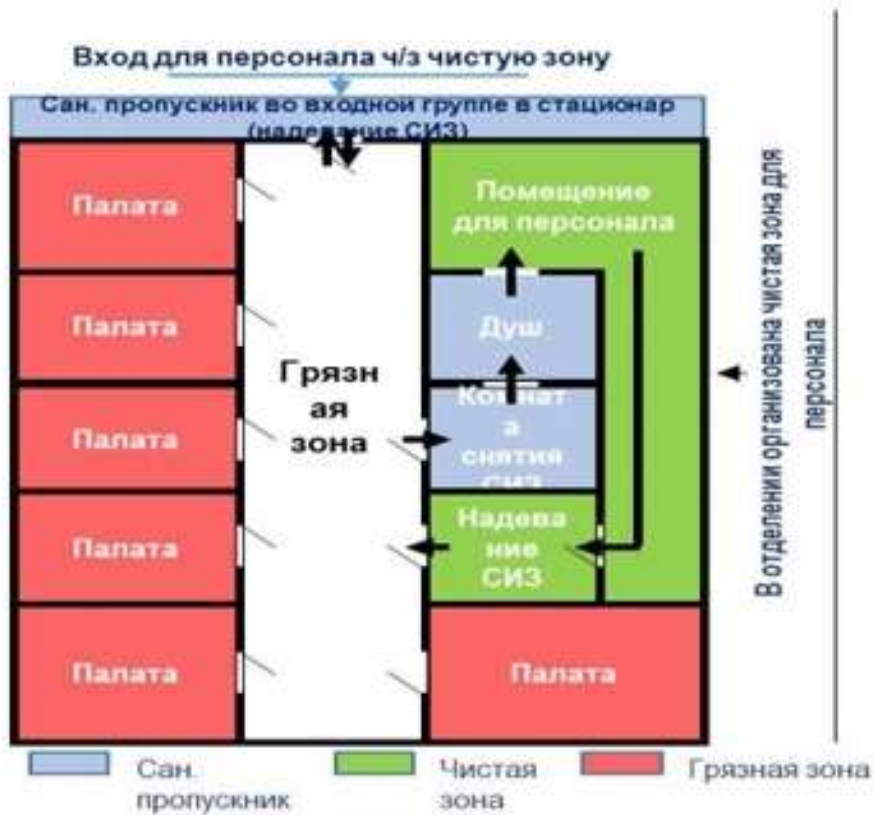 Вход для персонала ч/з чистую зону
Сан. пропускник во входной группе в стационар
(надевание СИЗ)
Палата
Помещение
для персонала
Палата
Душ
Грязн
ая
зона
Палата
Комнат
а
снятия
СИЗ
Палата
Надева
ние
СИЗ
Палата
Палата
В отделении организована чистая зона для
персонала
Сан.
пропускник
Чистая
зона
Грязная зона